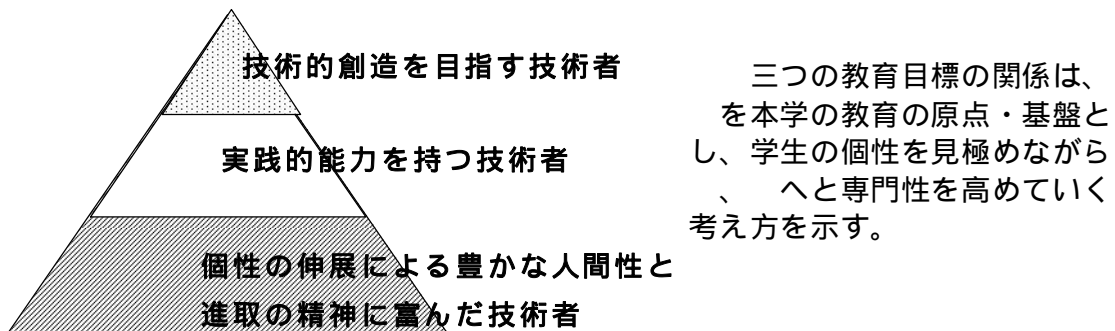 技術的創造を目指す技術者
実践的能力を持つ技術者
個性の伸展による豊かな人間性と
進取の精神に富んだ技術者
三つの教育目標の関係は、
を本学の教育の原点・基盤と
し、学生の個性を見極めながら
、　へと専門性を高めていく
考え方を示す。